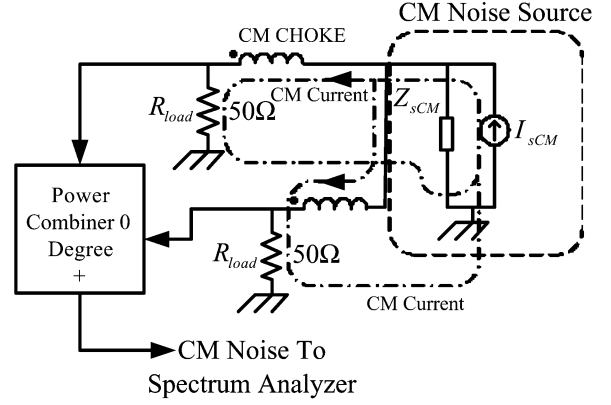 CM Noise Source
CM CHOKE
CM Current
R_load
50Ω
Z_sCM
I_sCM
Power
Combiner 0
Degree
+
R_load
50Ω
CM Current
CM Noise To
Spectrum Analyzer